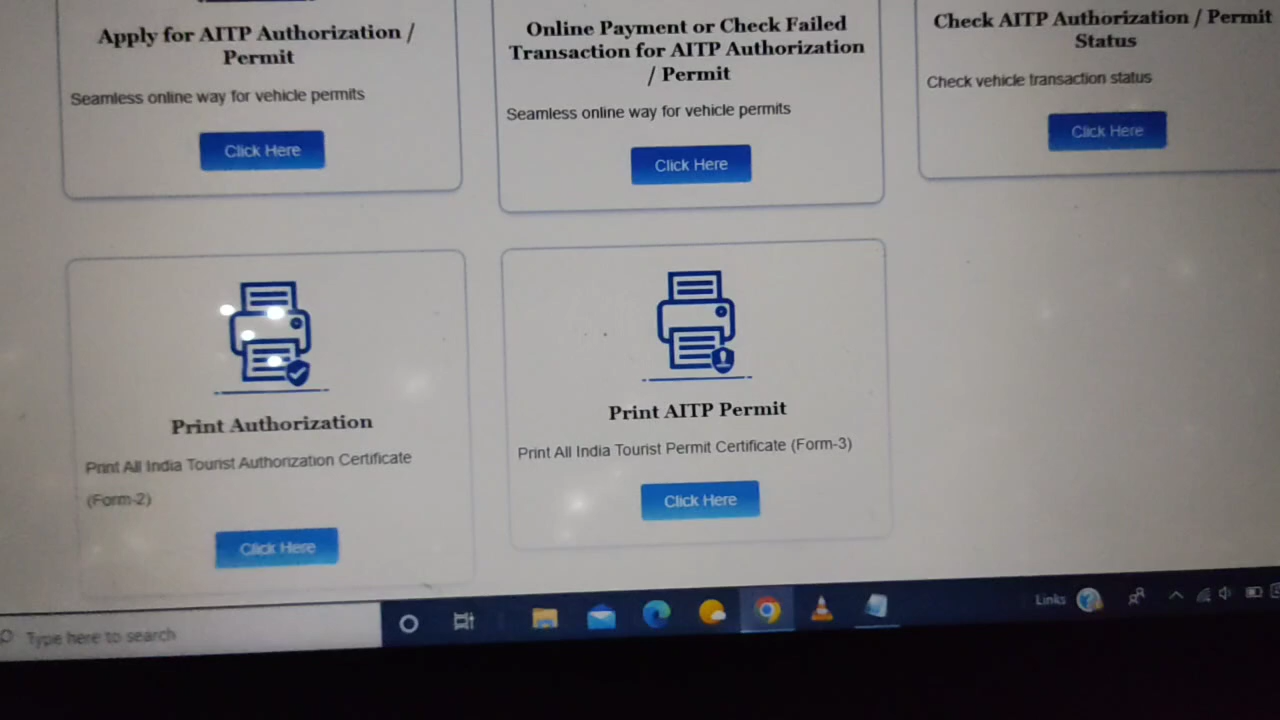 Apply for AITP Authorization /
Permit
Seamless online way for vehicle permits
Click Here
Online Payment or Check Failed
Transaction for AITP Authorization
/ Permit
Seamless online way for vehicle permits
Click Here
Check AITP Authorization / Permit
Status
Check vehicle transaction status
Click Here
Print Authorization
Print All India Tourist Authorization Certificate
(Form-2)
Click Here
Print AITP Permit
Print All India Tourist Permit Certificate (Form-3)
Click Here
Type here to search
Links